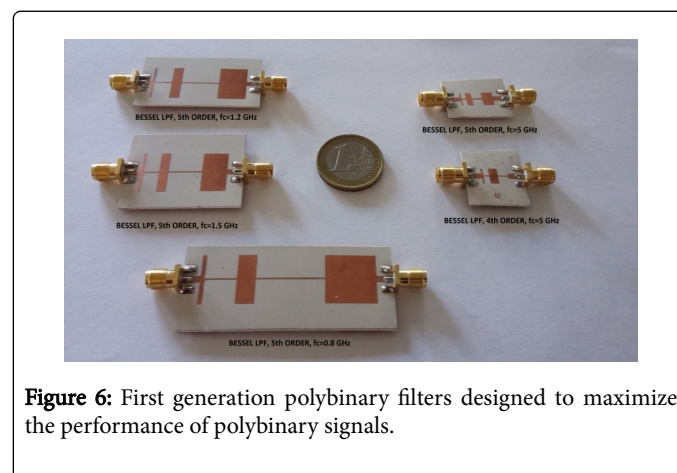 BESSEL LPF, 5th ORDER, fc=1.2 GHz
BESSEL LPF, 5th ORDER, fc=5 GHz
1
BESSEL LPF, 5th ORDER, fc=1.5 GHz
BESSEL LPF, 4th ORDER, fc=5 GHz
BESSEL LPF, 5th ORDER, fc=0.8 GHz
Figure 6: First generation polybinary filters designed to maximize
the performance of polybinary signals.